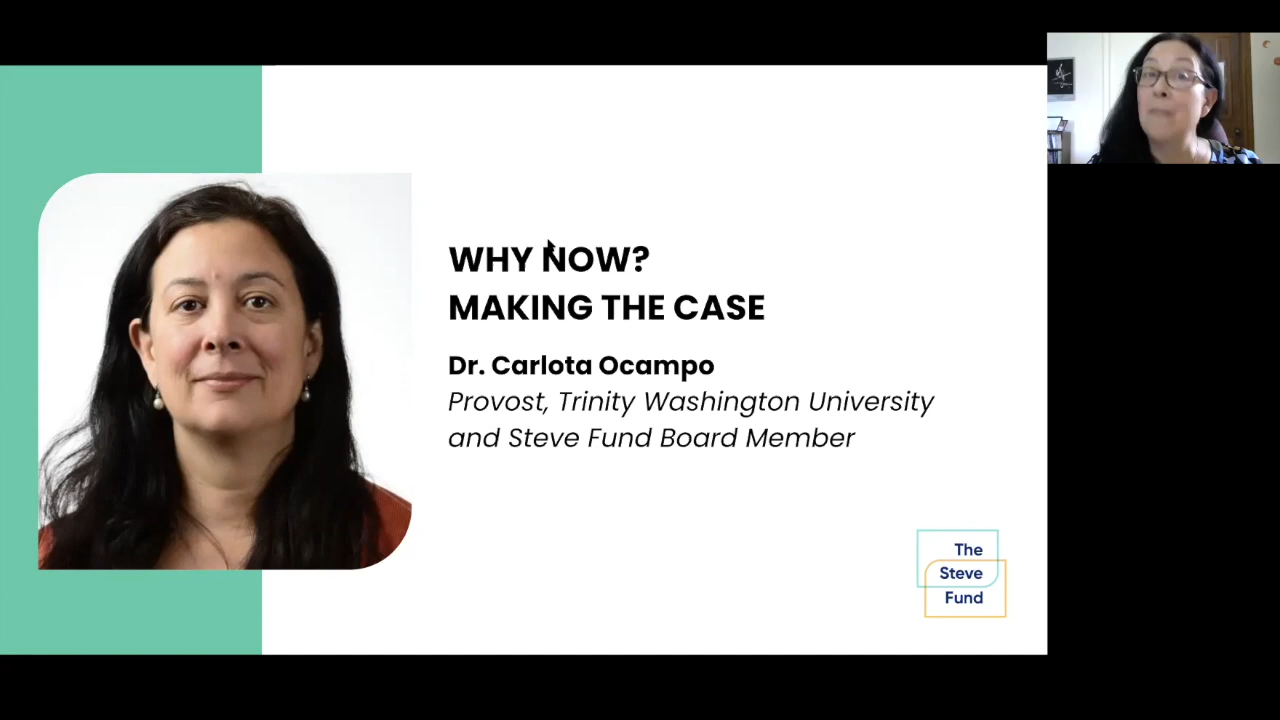 WHY NOW?
MAKING THE CASE
Dr. Carlota Ocampo
Provost, Trinity Washington University
and Steve Fund Board Member
The
Steve
Fund